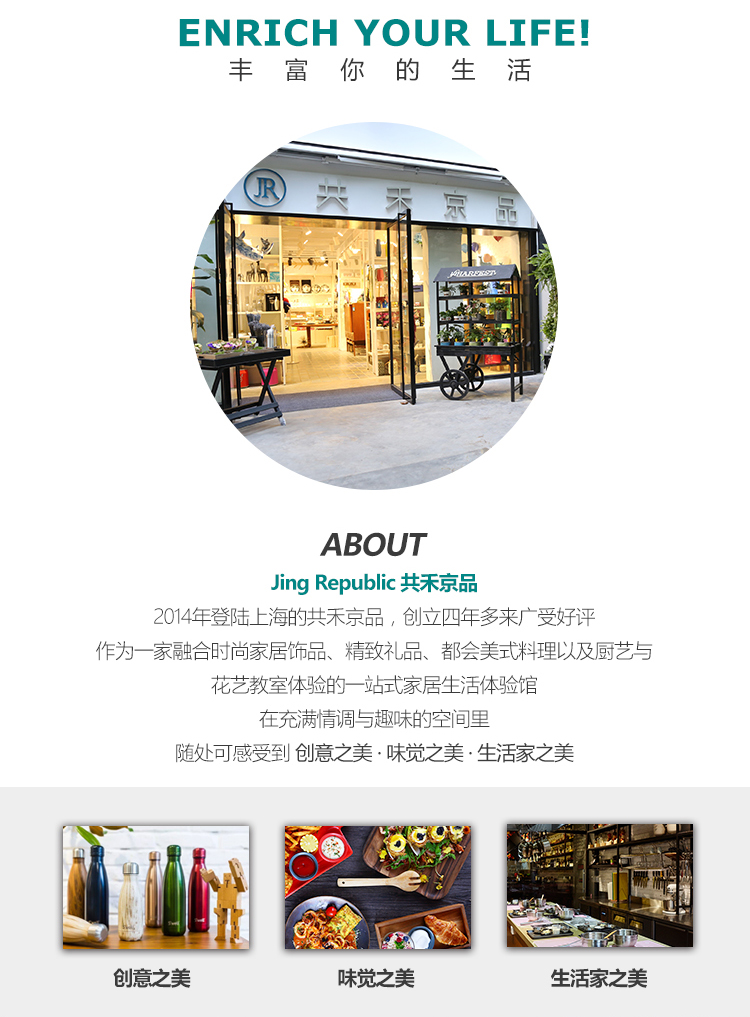 ENRICH YOUR LIFE!
丰富你的生活
JR 共禾京品
HARFEST
ABOUT
Jing Republic 共禾京品
2014年登陆上海的共禾京品，创立四年多来广受好评
作为一家融合时尚家居饰品、精致礼品、都会美式料理以及厨艺与
花艺教室体验的一站式家居生活体验馆
在充满情调与趣味的空间里
随处可感受到 创意之美 · 味觉之美 · 生活家之美
创意之美
味觉之美
生活家之美